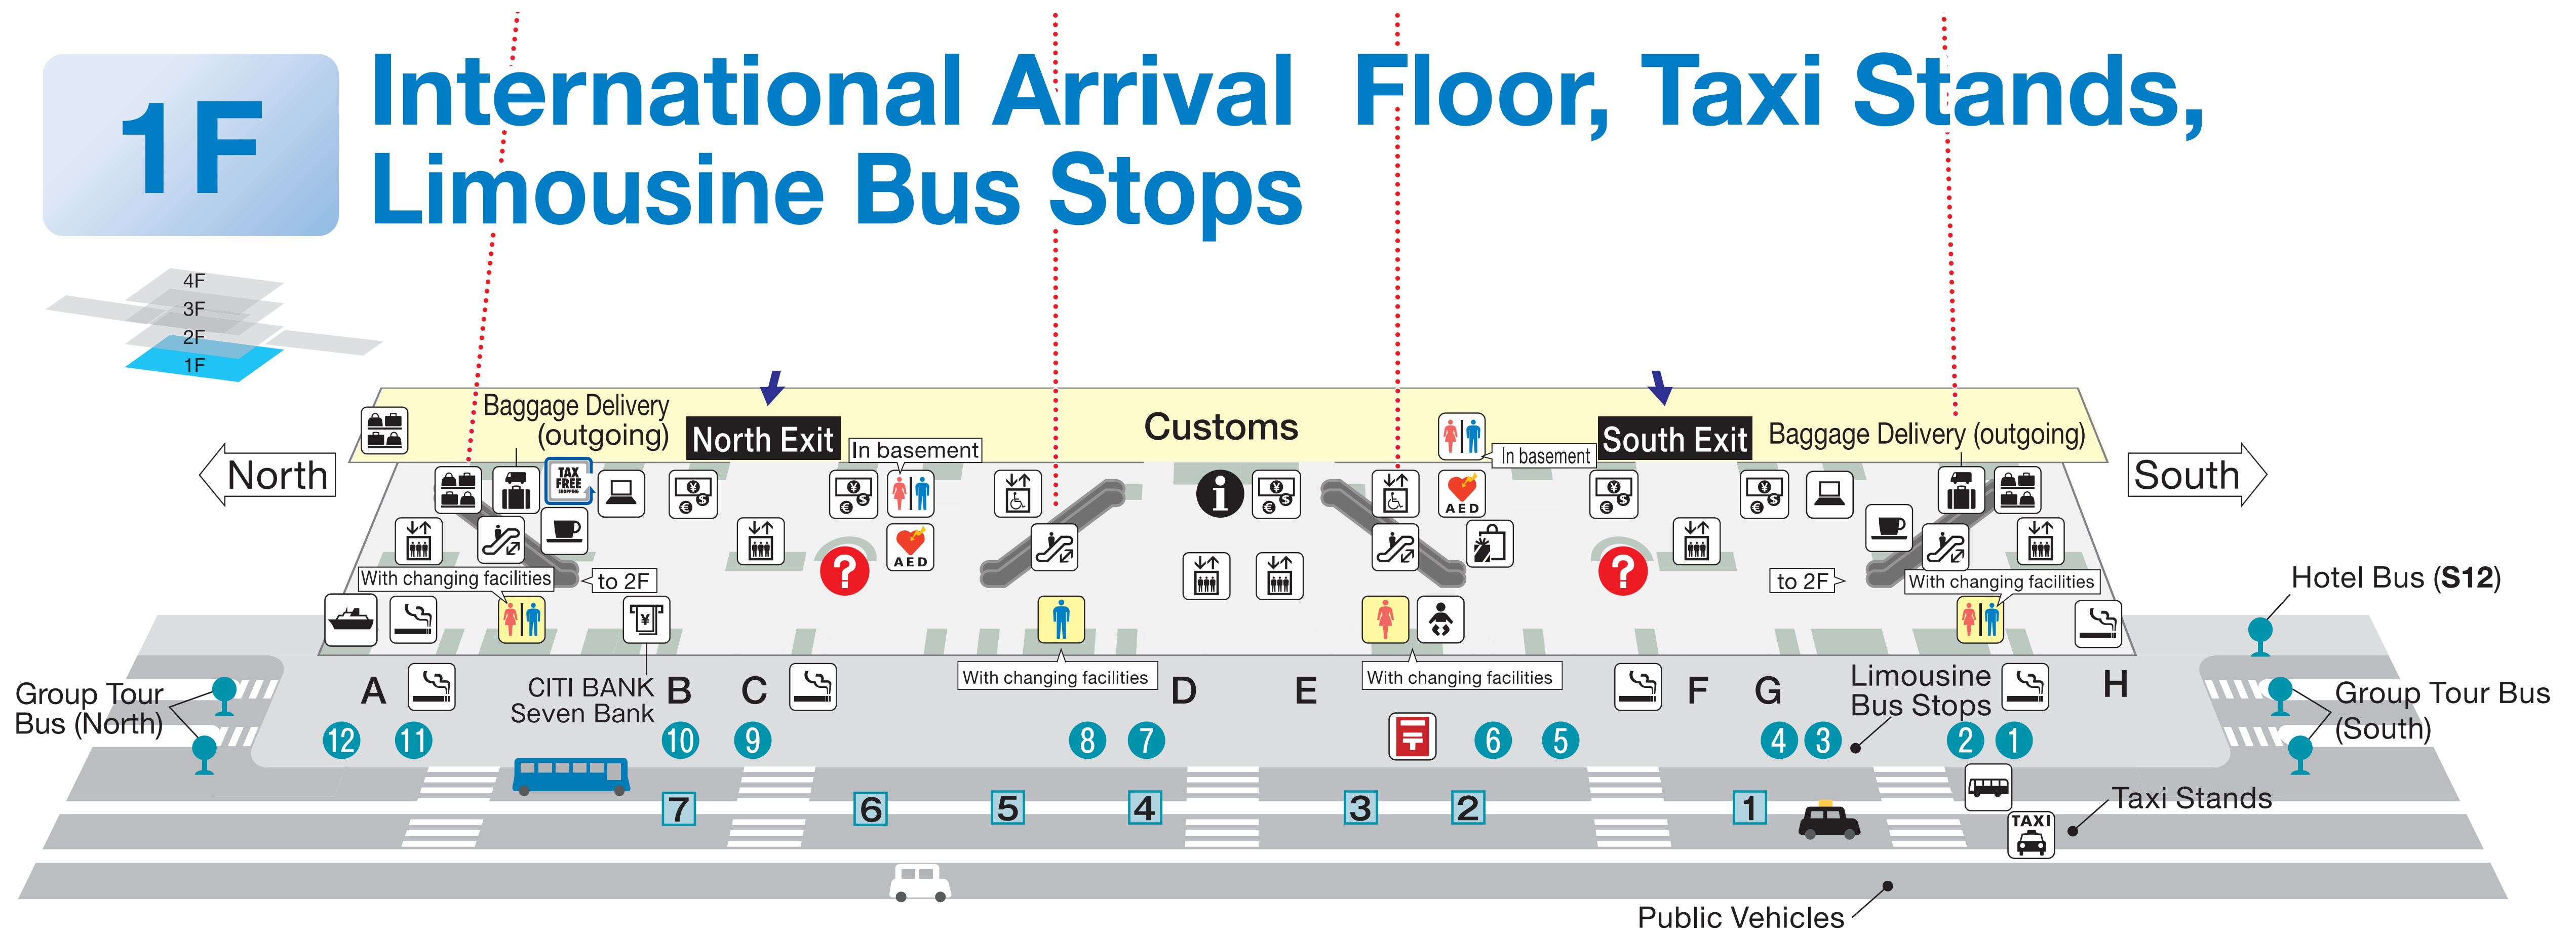 1F
International Arrival Floor, Taxi Stands,
Limousine Bus Stops
4F
3F
2F
1F
North
South
Baggage Delivery
(outgoing)
North Exit
In basement
Customs
In basement
South Exit
Baggage Delivery (outgoing)
TAX
FREE
SHOPPING
¥
$
€
¥
$
€
i
¥
$
€
AED
¥
$
€
¥
$
€
AED
?
?
With changing facilities
to 2F
to 2F
With changing facilities
¥
Hotel Bus (S12)
Group Tour
Bus (North)
A
CITI BANK
Seven Bank
B
C
With changing facilities
D
E
With changing facilities
F
G
Limousine
Bus Stops
H
Group Tour Bus
(South)
12
11
10
9
8
7
6
5
4
3
2
1
7
6
5
4
3
2
1
Taxi Stands
TAXI
Public Vehicles